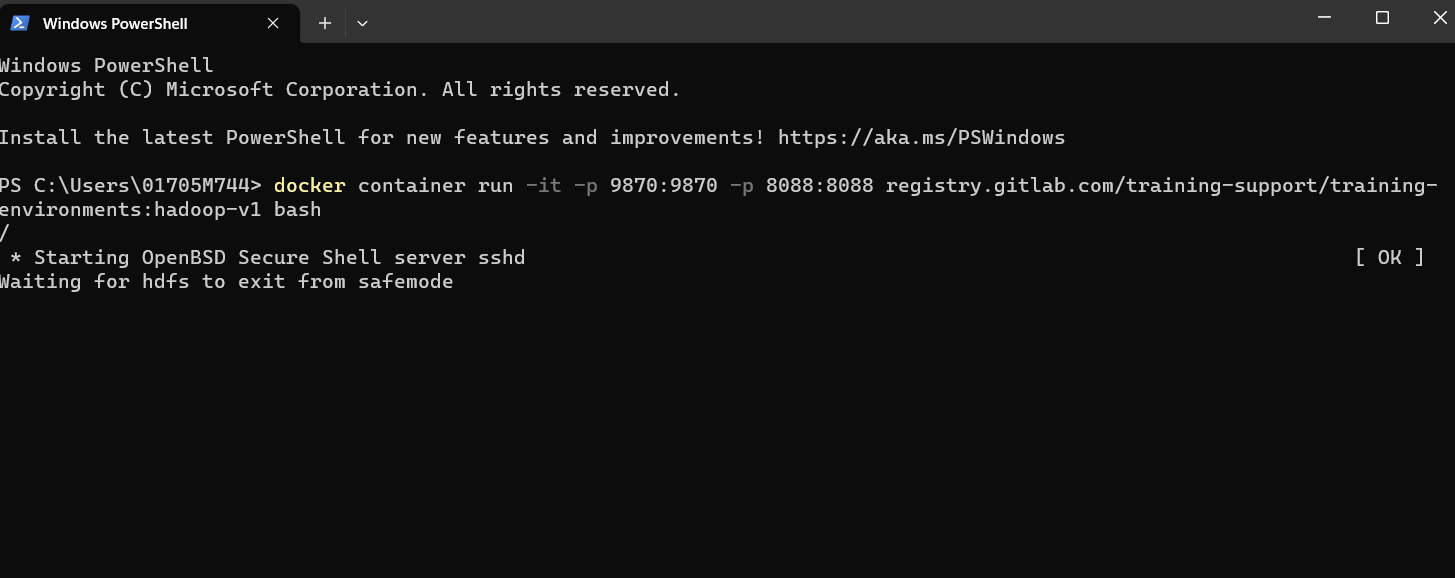 Windows PowerShell
Windows PowerShell
Copyright (C) Microsoft Corporation. All rights reserved.
Install the latest PowerShell for new features and improvements! https://aka.ms/PSWindows
PS C:\Users\01705M744> docker container run -it -p 9870:9870 -p 8088:8088 registry.gitlab.com/training-support/training-
environments:hadoop-v1 bash
/
* Starting OpenBSD Secure Shell server sshd [ OK ]
Waiting for hdfs to exit from safemode